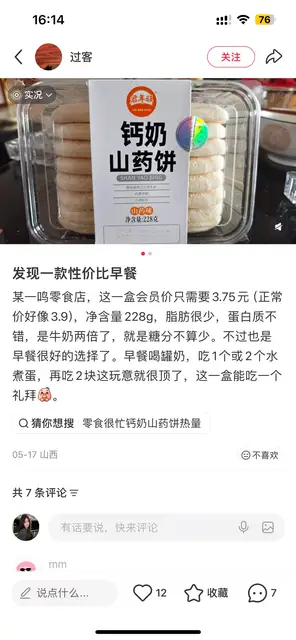 16:14
76
过客
关注
实况
钙奶
山药饼
SHAN YAO BING
山药味
净含量:228g
发现一款性价比早餐
某一鸣零食店，这一盒会员价只需要3.75元 (正常
价好像3.9)，净含量228g，脂肪很少，蛋白质不
错，是牛奶两倍了，就是糖分不算少。不过也是
早餐很好的选择了。早餐喝罐奶，吃1个或2个水
煮蛋，再吃2块这玩意就很顶了，这一盒能吃一个
礼拜
猜你想搜 零食很忙钙奶山药饼热量
05-17 山西
不喜欢
共 7 条评论
有话要说，快来评论
mm
说点什么...
12
收藏
7